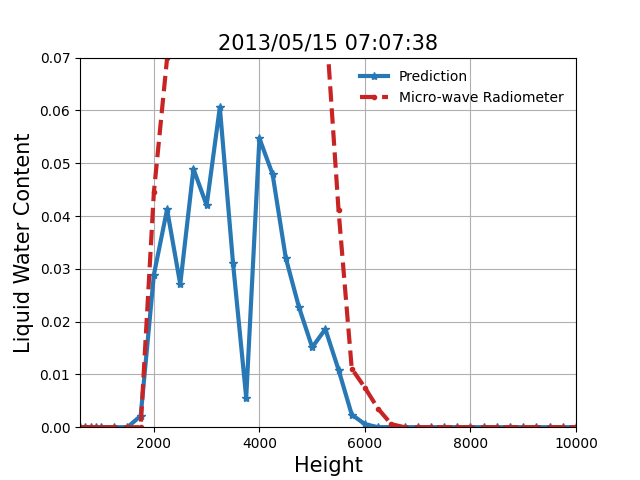 2013/05/15 07:07:38
Liquid Water Content
0.07
0.06
0.05
0.04
0.03
0.02
0.01
0.00
Prediction
Micro-wave Radiometer
2000 4000 6000 8000 10000
Height